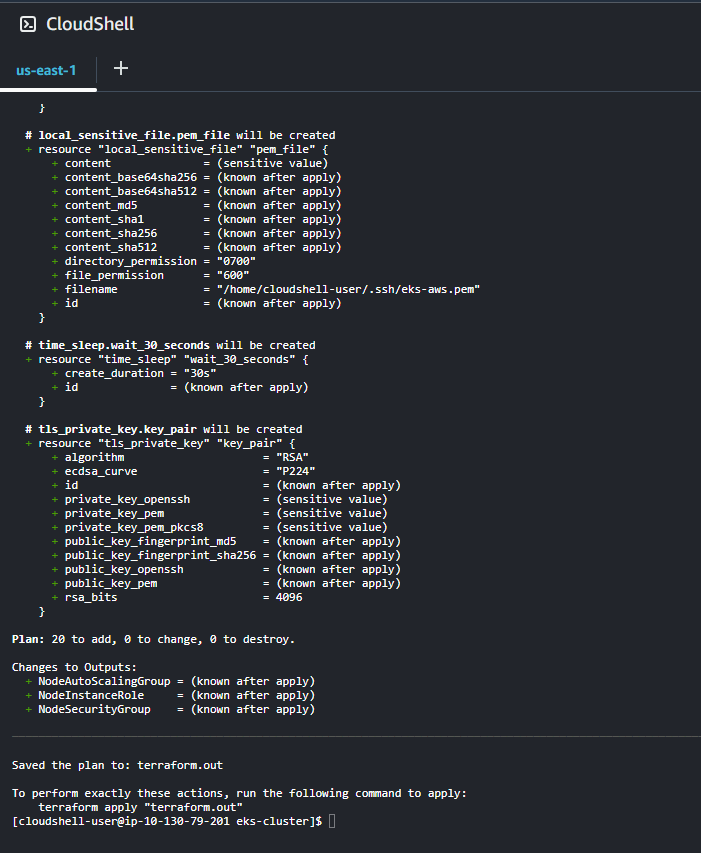 CloudShell
us-east-1 +
    }

  # local_sensitive_file.pem_file will be created
  + resource "local_sensitive_file" "pem_file" {
      + content              = (sensitive value)
      + content_base64sha256 = (known after apply)
      + content_base64sha512 = (known after apply)
      + content_md5          = (known after apply)
      + content_sha1         = (known after apply)
      + content_sha256       = (known after apply)
      + content_sha512       = (known after apply)
      + directory_permission = "0700"
      + file_permission      = "600"
      + filename             = "/home/cloudshell-user/.ssh/eks-aws.pem"
      + id                   = (known after apply)
    }

  # time_sleep.wait_30_seconds will be created
  + resource "time_sleep" "wait_30_seconds" {
      + create_duration = "30s"
      + id              = (known after apply)
    }

  # tls_private_key.key_pair will be created
  + resource "tls_private_key" "key_pair" {
      + algorithm                     = "RSA"
      + ecdsa_curve                   = "P224"
      + id                            = (known after apply)
      + private_key_openssh           = (sensitive value)
      + private_key_pem               = (sensitive value)
      + private_key_pem_pkcs8         = (sensitive value)
      + public_key_fingerprint_md5    = (known after apply)
      + public_key_fingerprint_sha256 = (known after apply)
      + public_key_openssh            = (known after apply)
      + public_key_pem                = (known after apply)
      + rsa_bits                      = 4096
    }

Plan: 20 to add, 0 to change, 0 to destroy.

Changes to Outputs:
  + NodeAutoScalingGroup = (known after apply)
  + NodeInstanceRole     = (known after apply)
  + NodeSecurityGroup    = (known after apply)

Saved the plan to: terraform.out

To perform exactly these actions, run the following command to apply:
    terraform apply "terraform.out"
[cloudshell-user@ip-10-130-79-201 eks-cluster]$